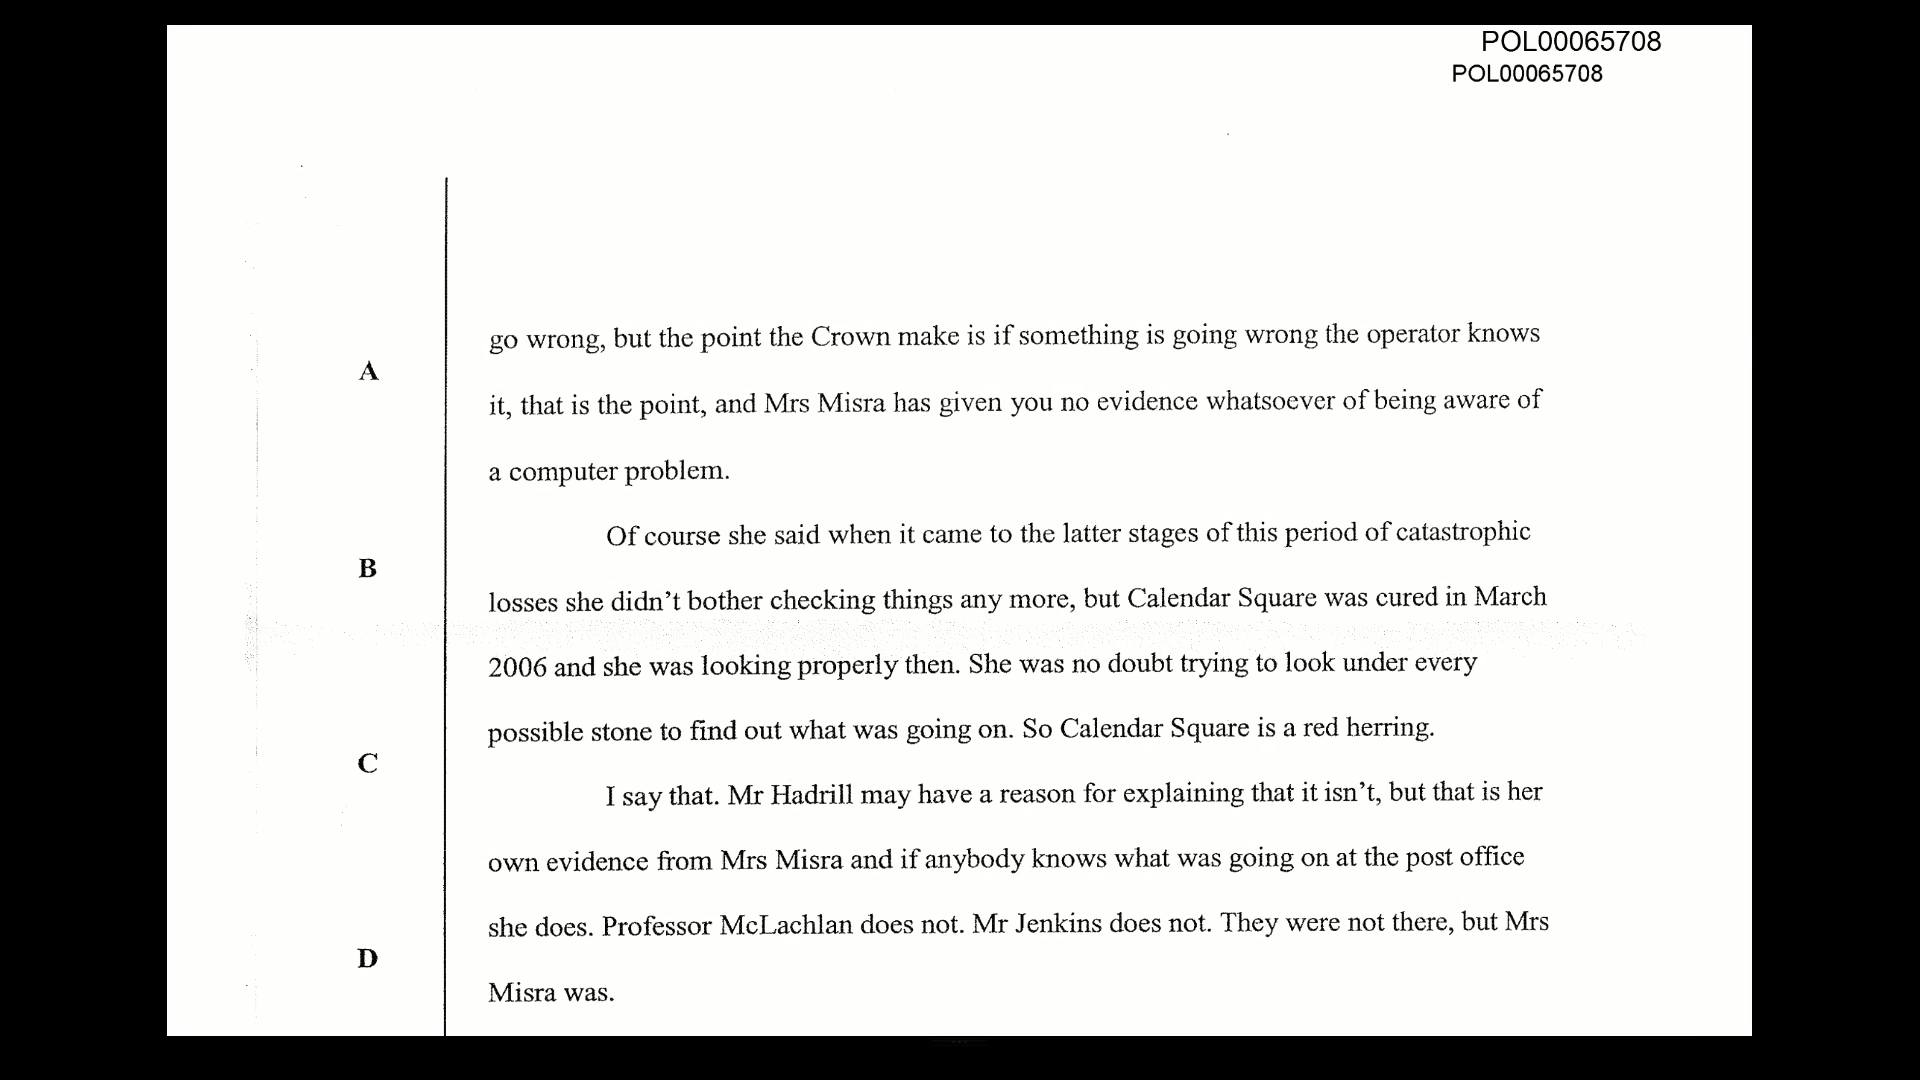 POL00065708
POL00065708
go wrong, but the point the Crown make is if something is going wrong the operator knows
A
it, that is the point, and Mrs Misra has given you no evidence whatsoever of being aware of
a computer problem.
Of course she said when it came to the latter stages of this period of catastrophic
B
losses she didn’t bother checking things any more, but Calendar Square was cured in March
2006 and she was looking properly then. She was no doubt trying to look under every
possible stone to find out what was going on. So Calendar Square is a red herring.
C
I say that. Mr Hadrill may have a reason for explaining that it isn’t, but that is her
own evidence from Mrs Misra and if anybody knows what was going on at the post office
she does. Professor McLachlan does not. Mr Jenkins does not. They were not there, but Mrs
D
Misra was.